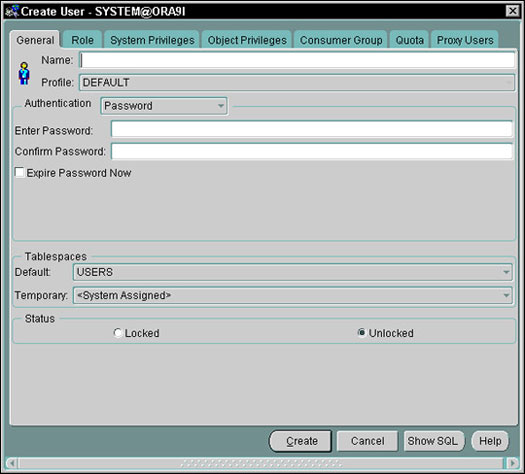 Create User - SYSTEM@ORA9I
General Role System Privileges Object Privileges Consumer Group Quota Proxy Users
Name:
Profile: DEFAULT
Authentication Password
Enter Password:
Confirm Password:
Expire Password Now
Tablespaces
Default: USERS
Temporary: <System Assigned>
Status
Locked Unlocked
Create Cancel Show SQL Help